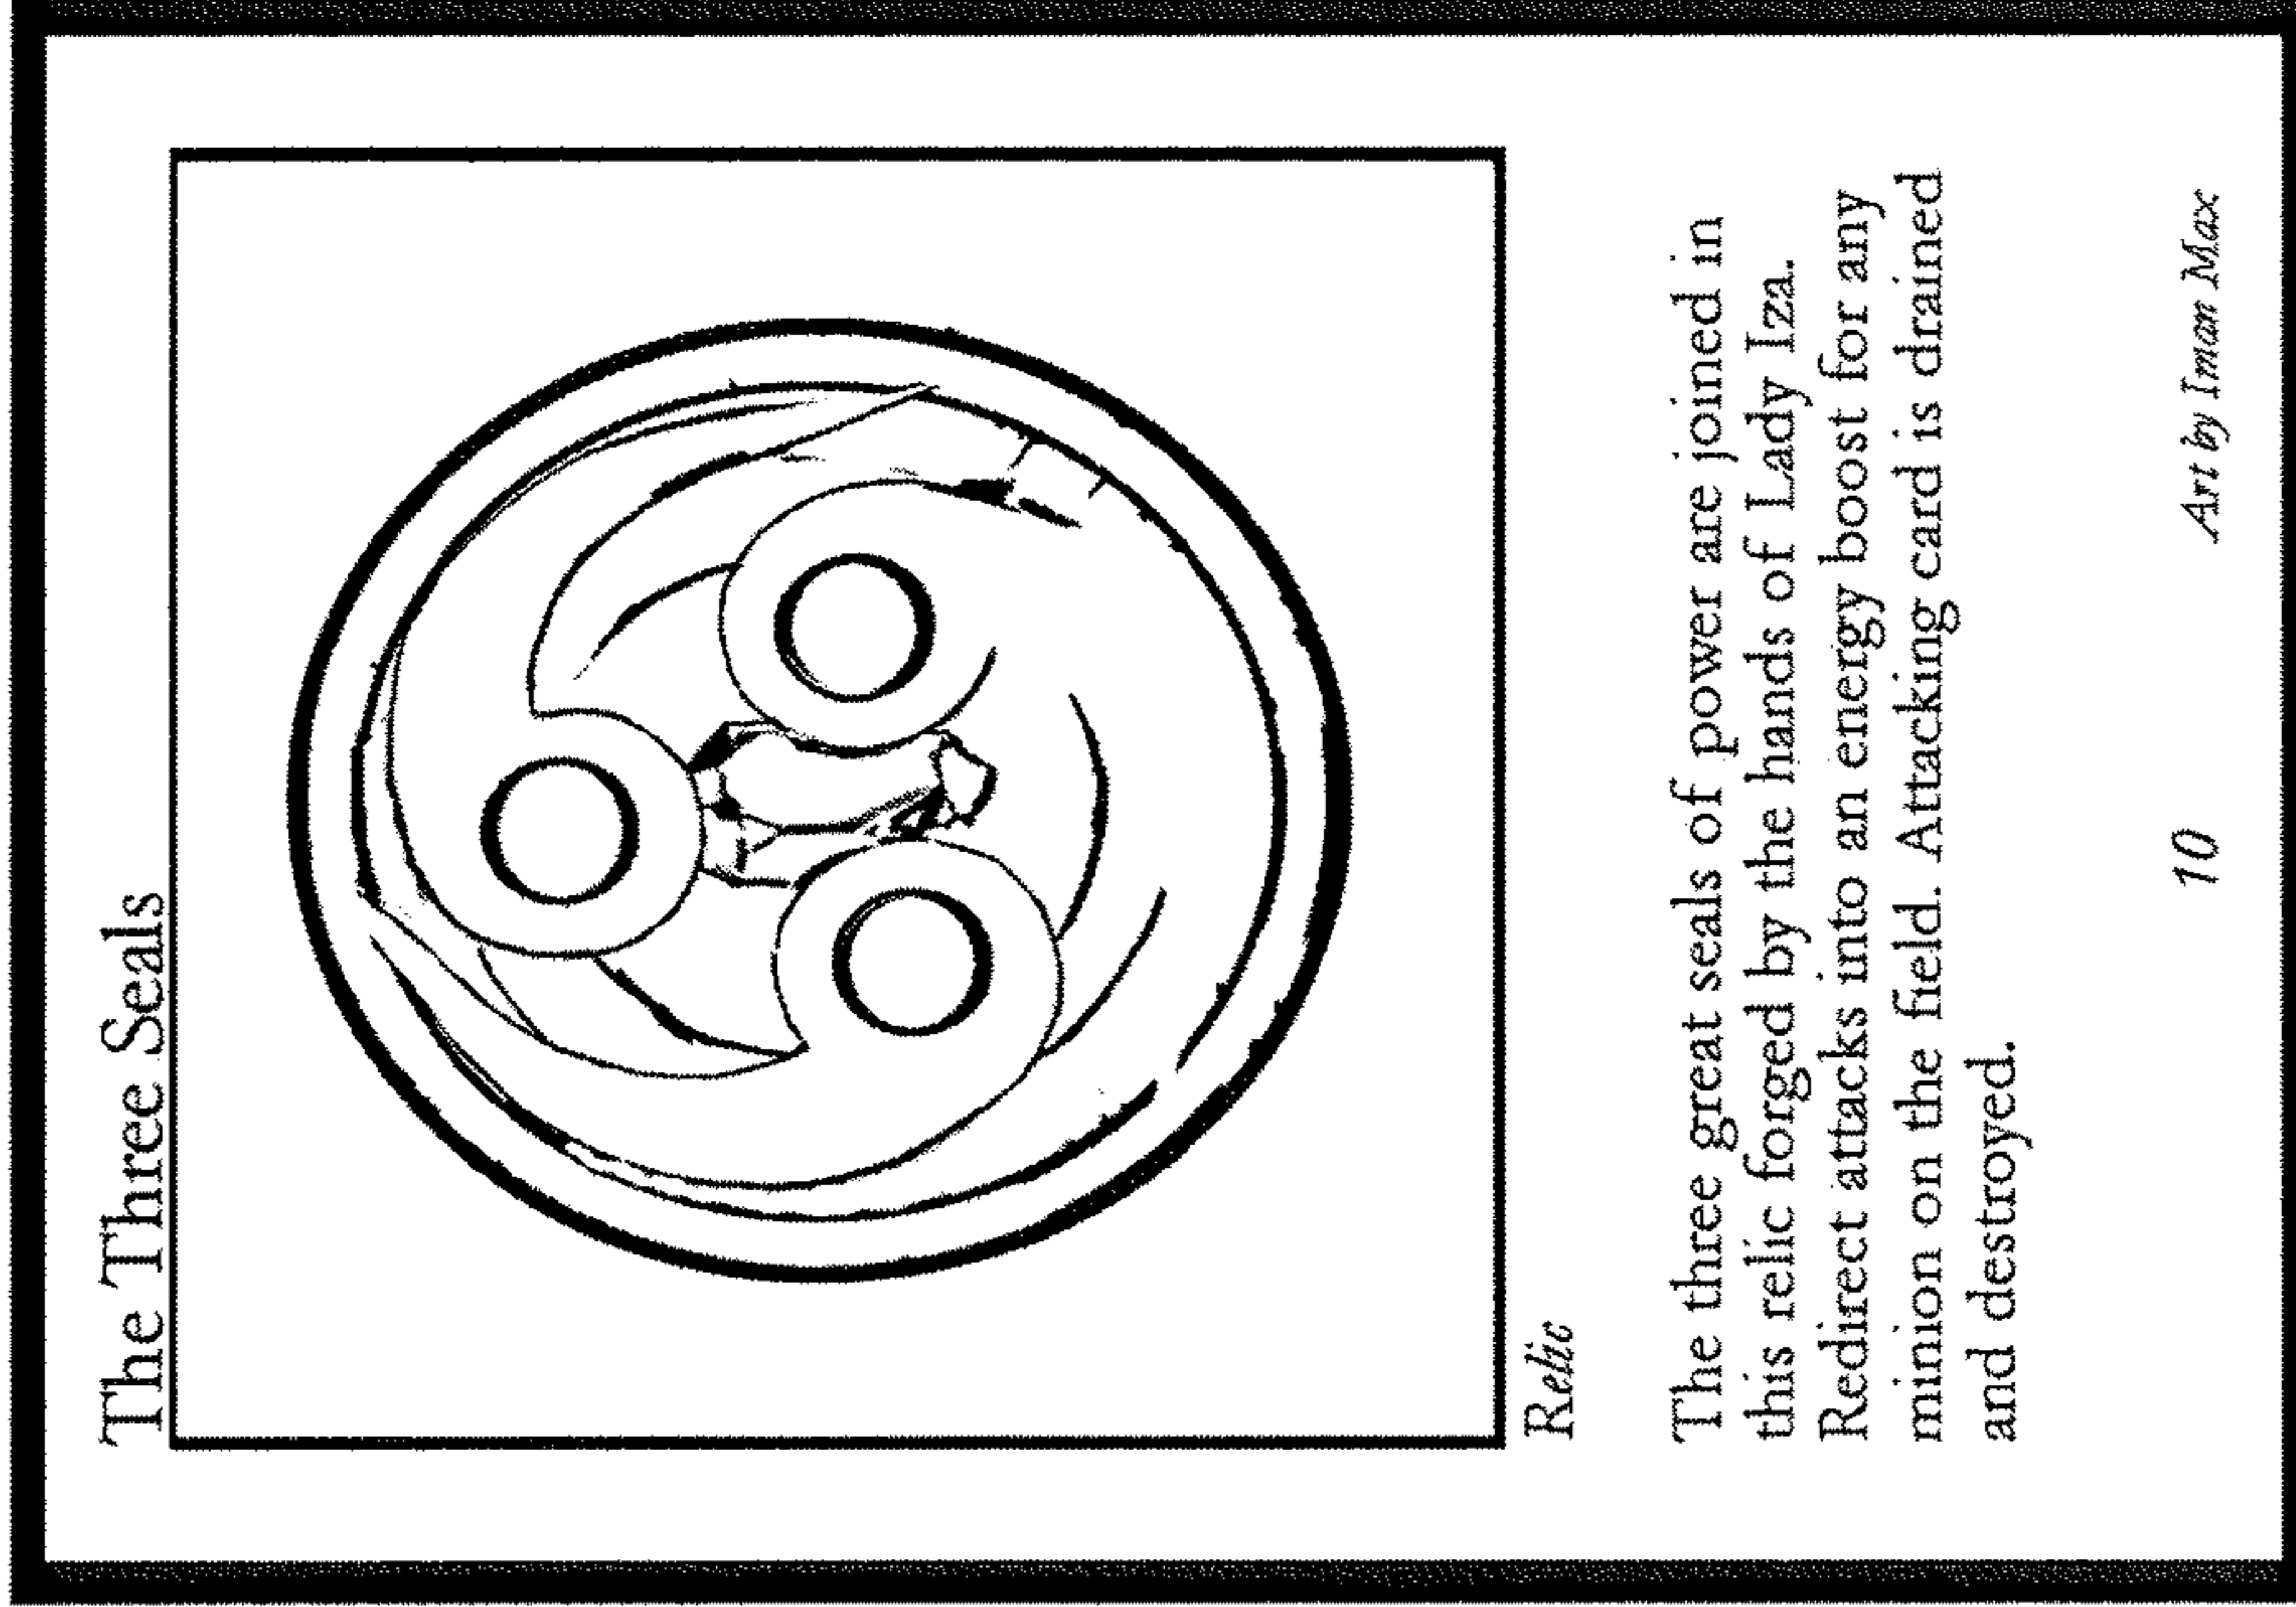 The Three Seals
Relic
The three great seals of power are joined in
this relic forged by the hands of Lady Iza.
Redirect attacks into an energy boost for any
minion on the field. Attacking card is drained
and destroyed.
10
Art by Iman Max